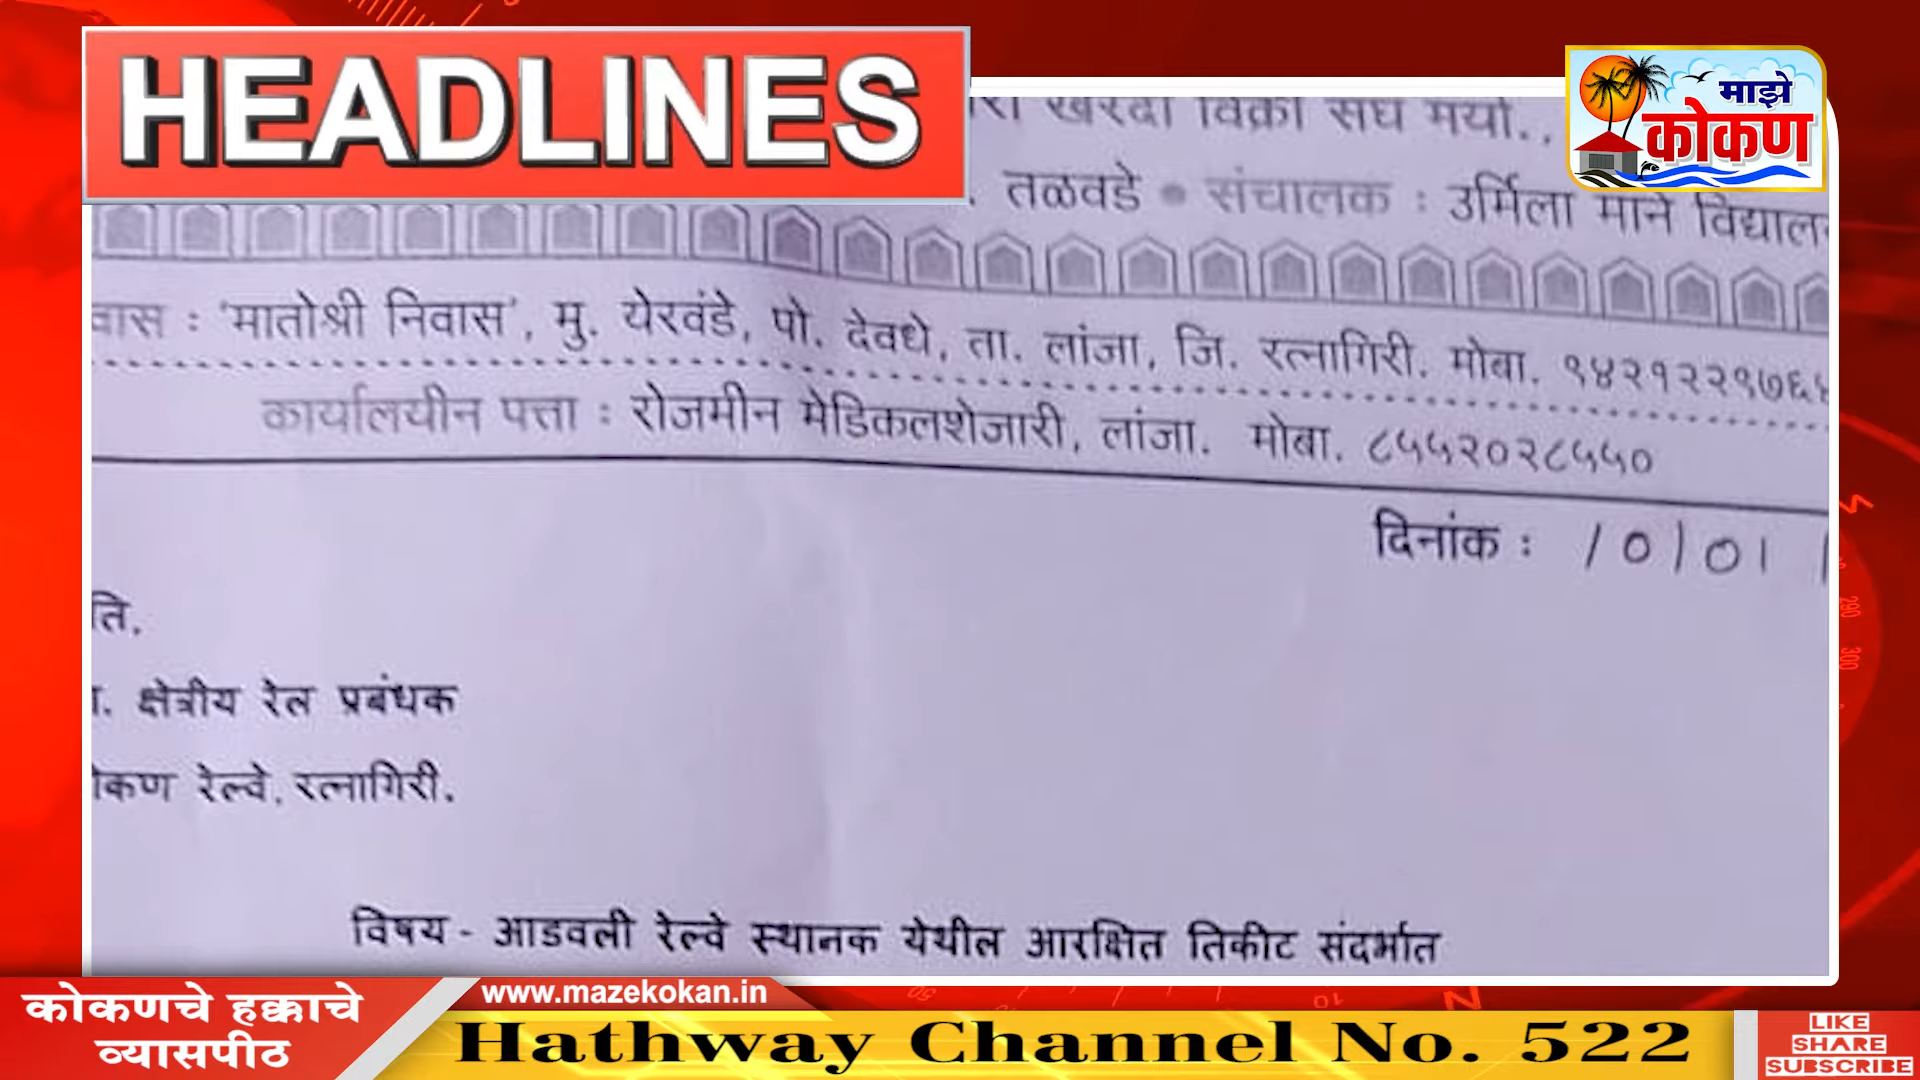 HEADLINES
माझे
कोकण
खरेदी विक्री संघ मर्या.,
तळवडे • संचालक : उर्मिला माने
वास : 'मातोश्री निवास', मु. येरवंडे, पो. देवधे, ता. लांजा, जि. रत्नागिरी. मोबा. ९४२१२२९७६
कार्यालयीन पत्ता : रोजमीन मेडिकलशेजारी, लांजा. मोबा. ८५५२०२८५५०
दिनांक : 10/01/
ति,
ा. क्षेत्रीय रेल प्रबंधक
ोकण रेल्वे, रत्नागिरी.
विषय - आडवली रेल्वे स्थानक येथील आरक्षित तिकीट संदर्भात
कोकणचे हक्काचे
व्यासपीठ
www.mazekokan.in
Hathway Channel No. 522
LIKE
SHARE
SUBSCRIBE